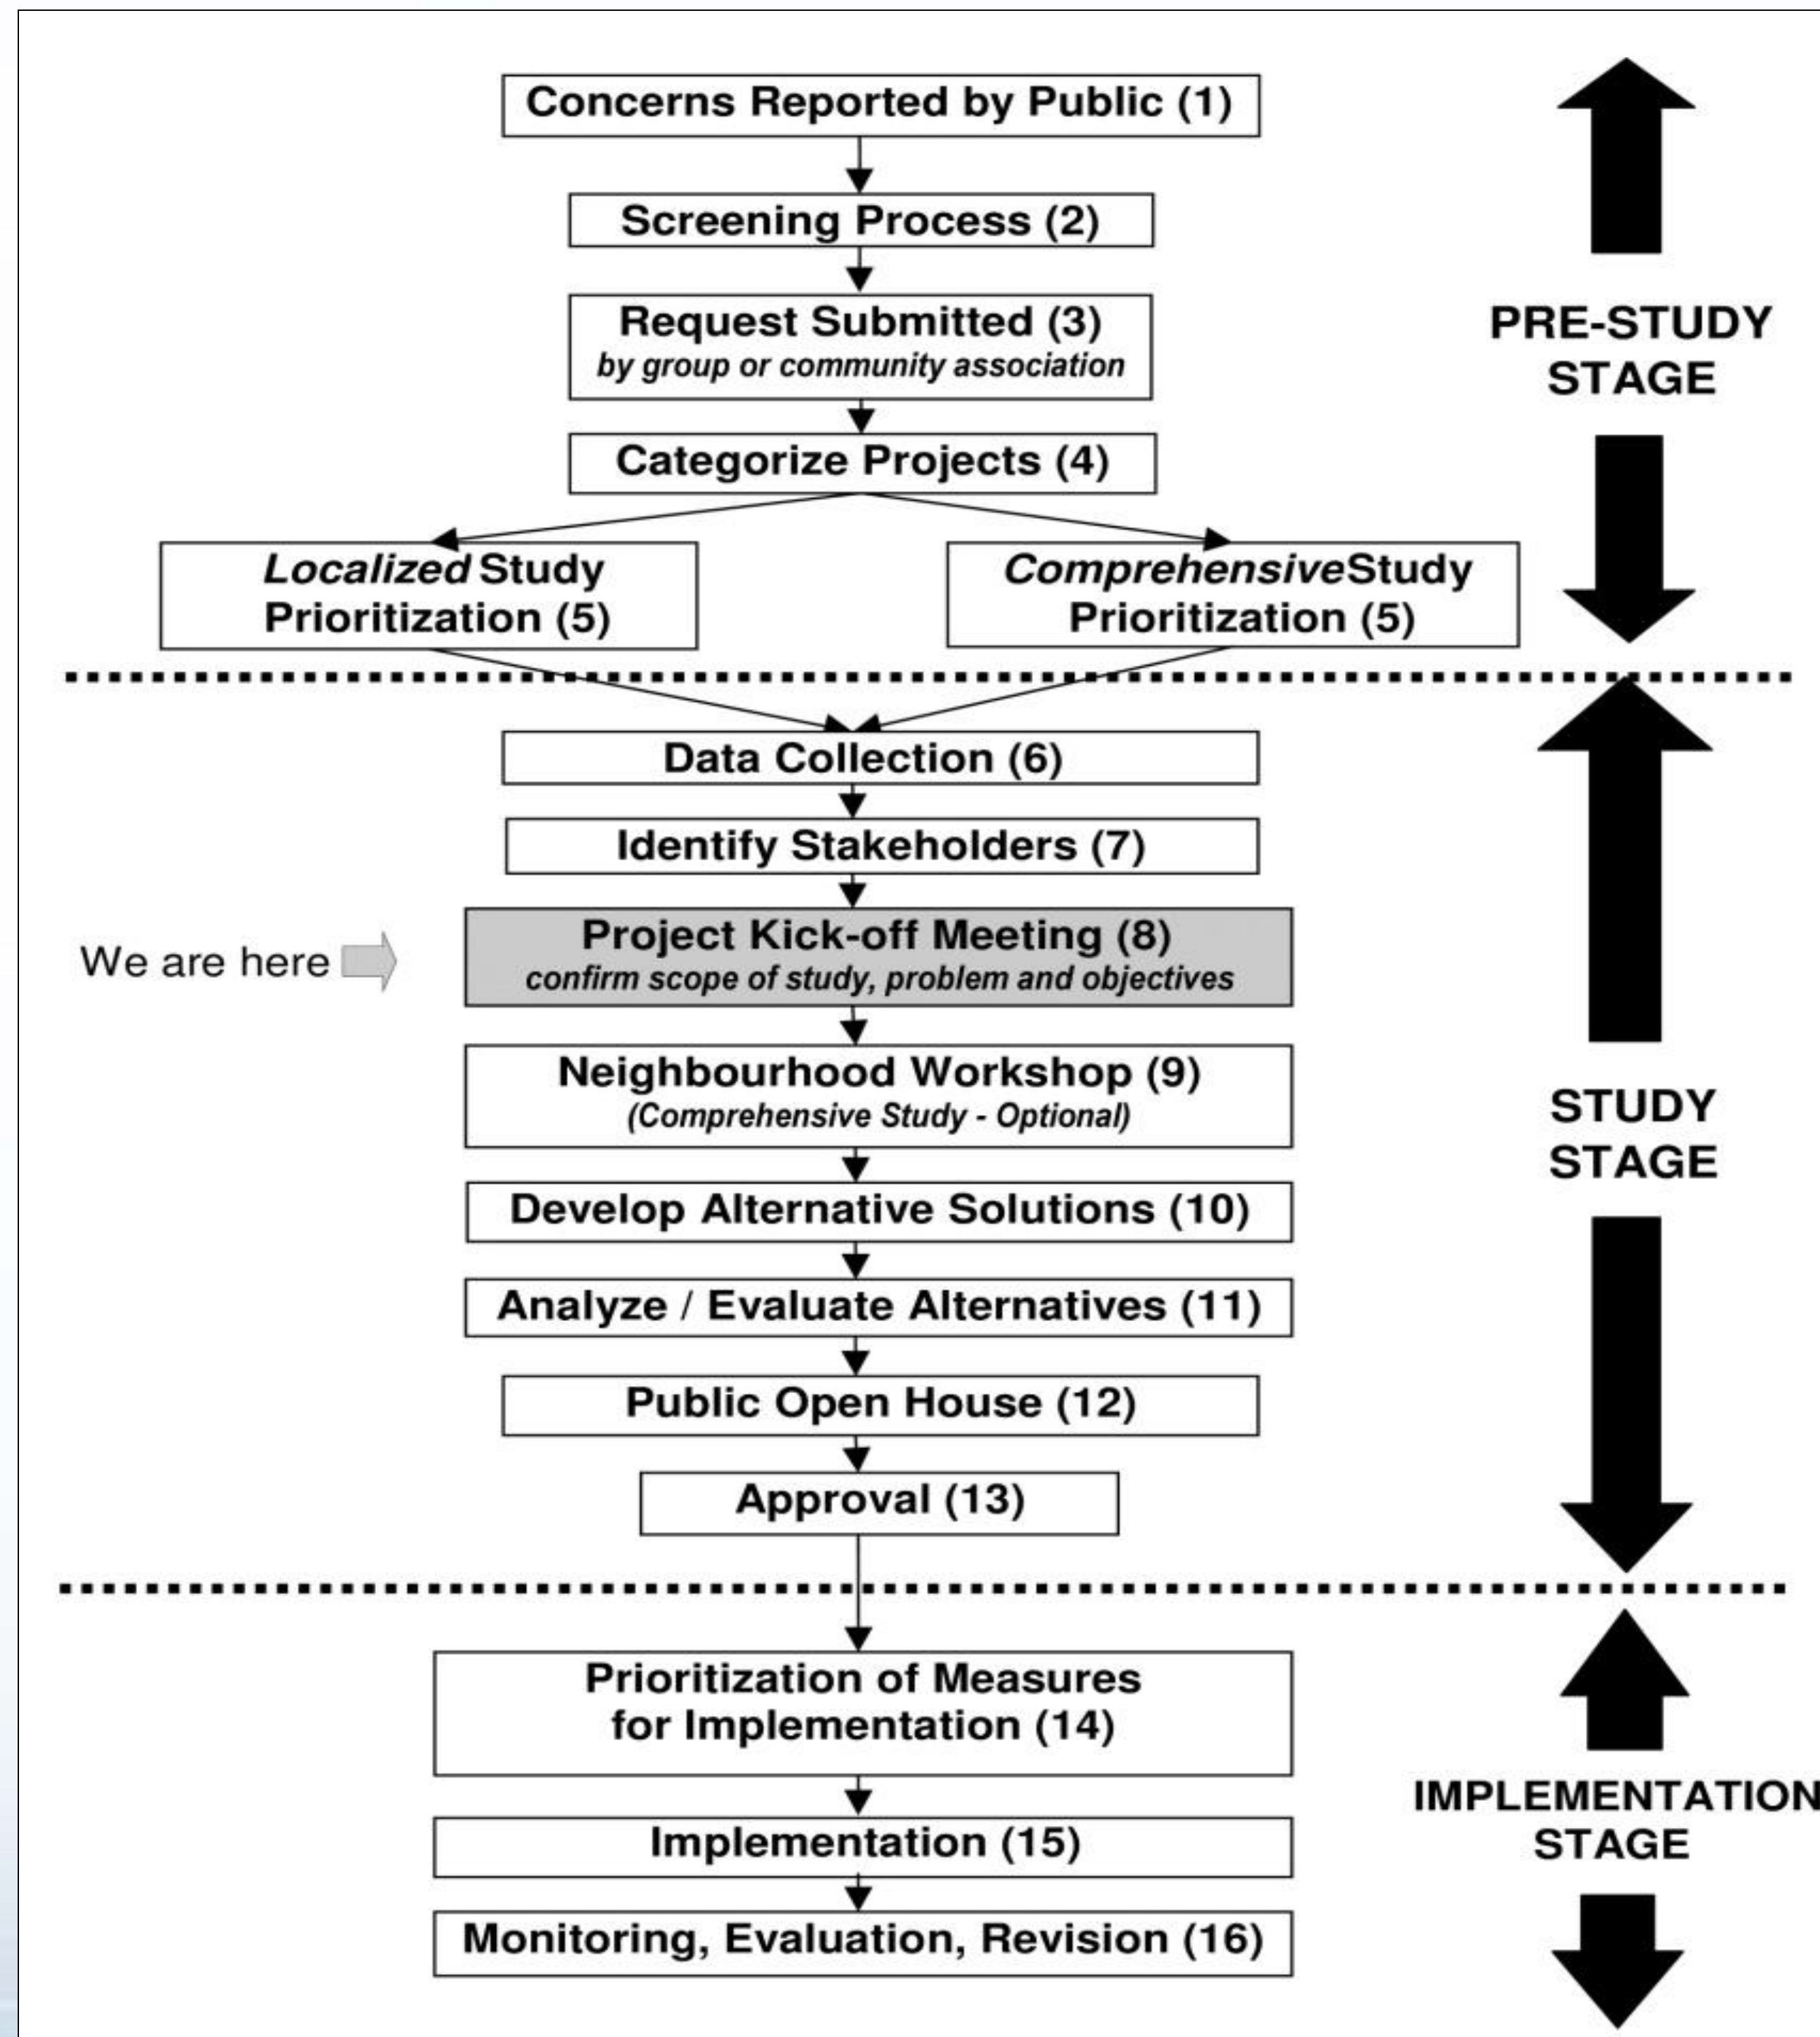 Concerns Reported by Public (1)
Screening Process (2)
Request Submitted (3)
by group or community association
PRE-STUDY
STAGE
Categorize Projects (4)
Localized Study
Prioritization (5)
ComprehensiveStudy
Prioritization (5)
Data Collection (6)
Identify Stakeholders (7)
We are here
Project Kick-off Meeting (8)
confirm scope of study, problem and objectives
Neighbourhood Workshop (9)
(Comprehensive Study - Optional)
STUDY
STAGE
Develop Alternative Solutions (10)
Analyze / Evaluate Alternatives (11)
Public Open House (12)
Approval (13)
Prioritization of Measures
for Implementation (14)
IMPLEMENTATION
STAGE
Implementation (15)
Monitoring, Evaluation, Revision (16)